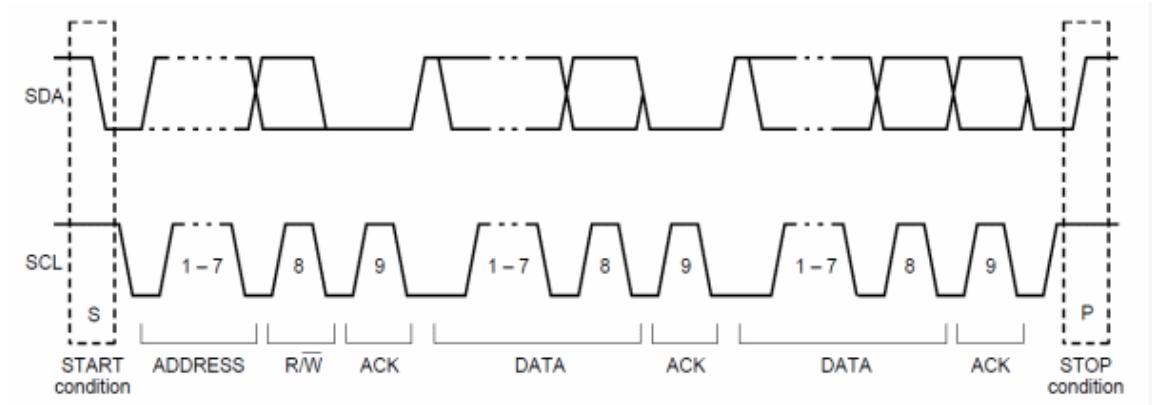 SDA
SCL
1 – 7 8 9 1 – 7 8 9 1 – 7 8 9
S P
START condition ADDRESS R/W̅ ACK DATA ACK DATA ACK STOP condition